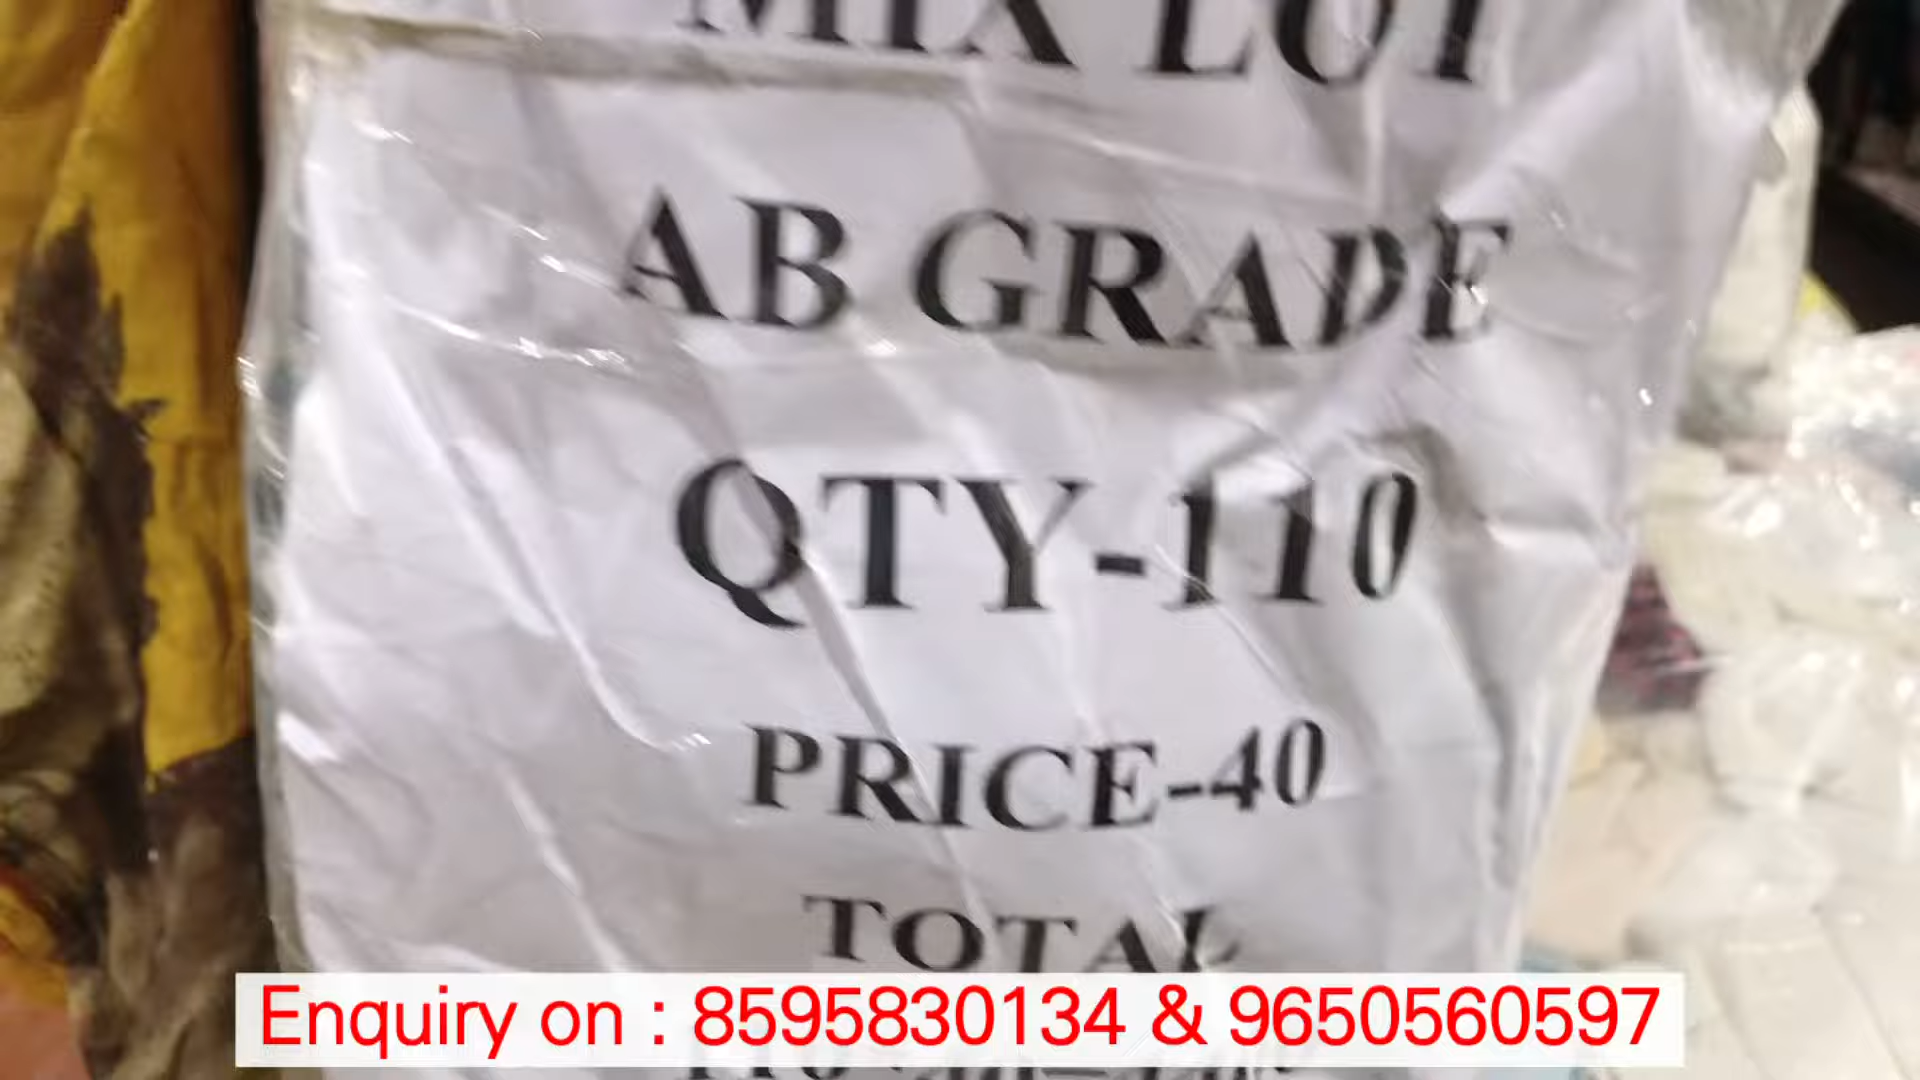 MIX LOT
AB GRADE
QTY-110
PRICE-40
TOTAL
Enquiry on : 8595830134 & 9650560597